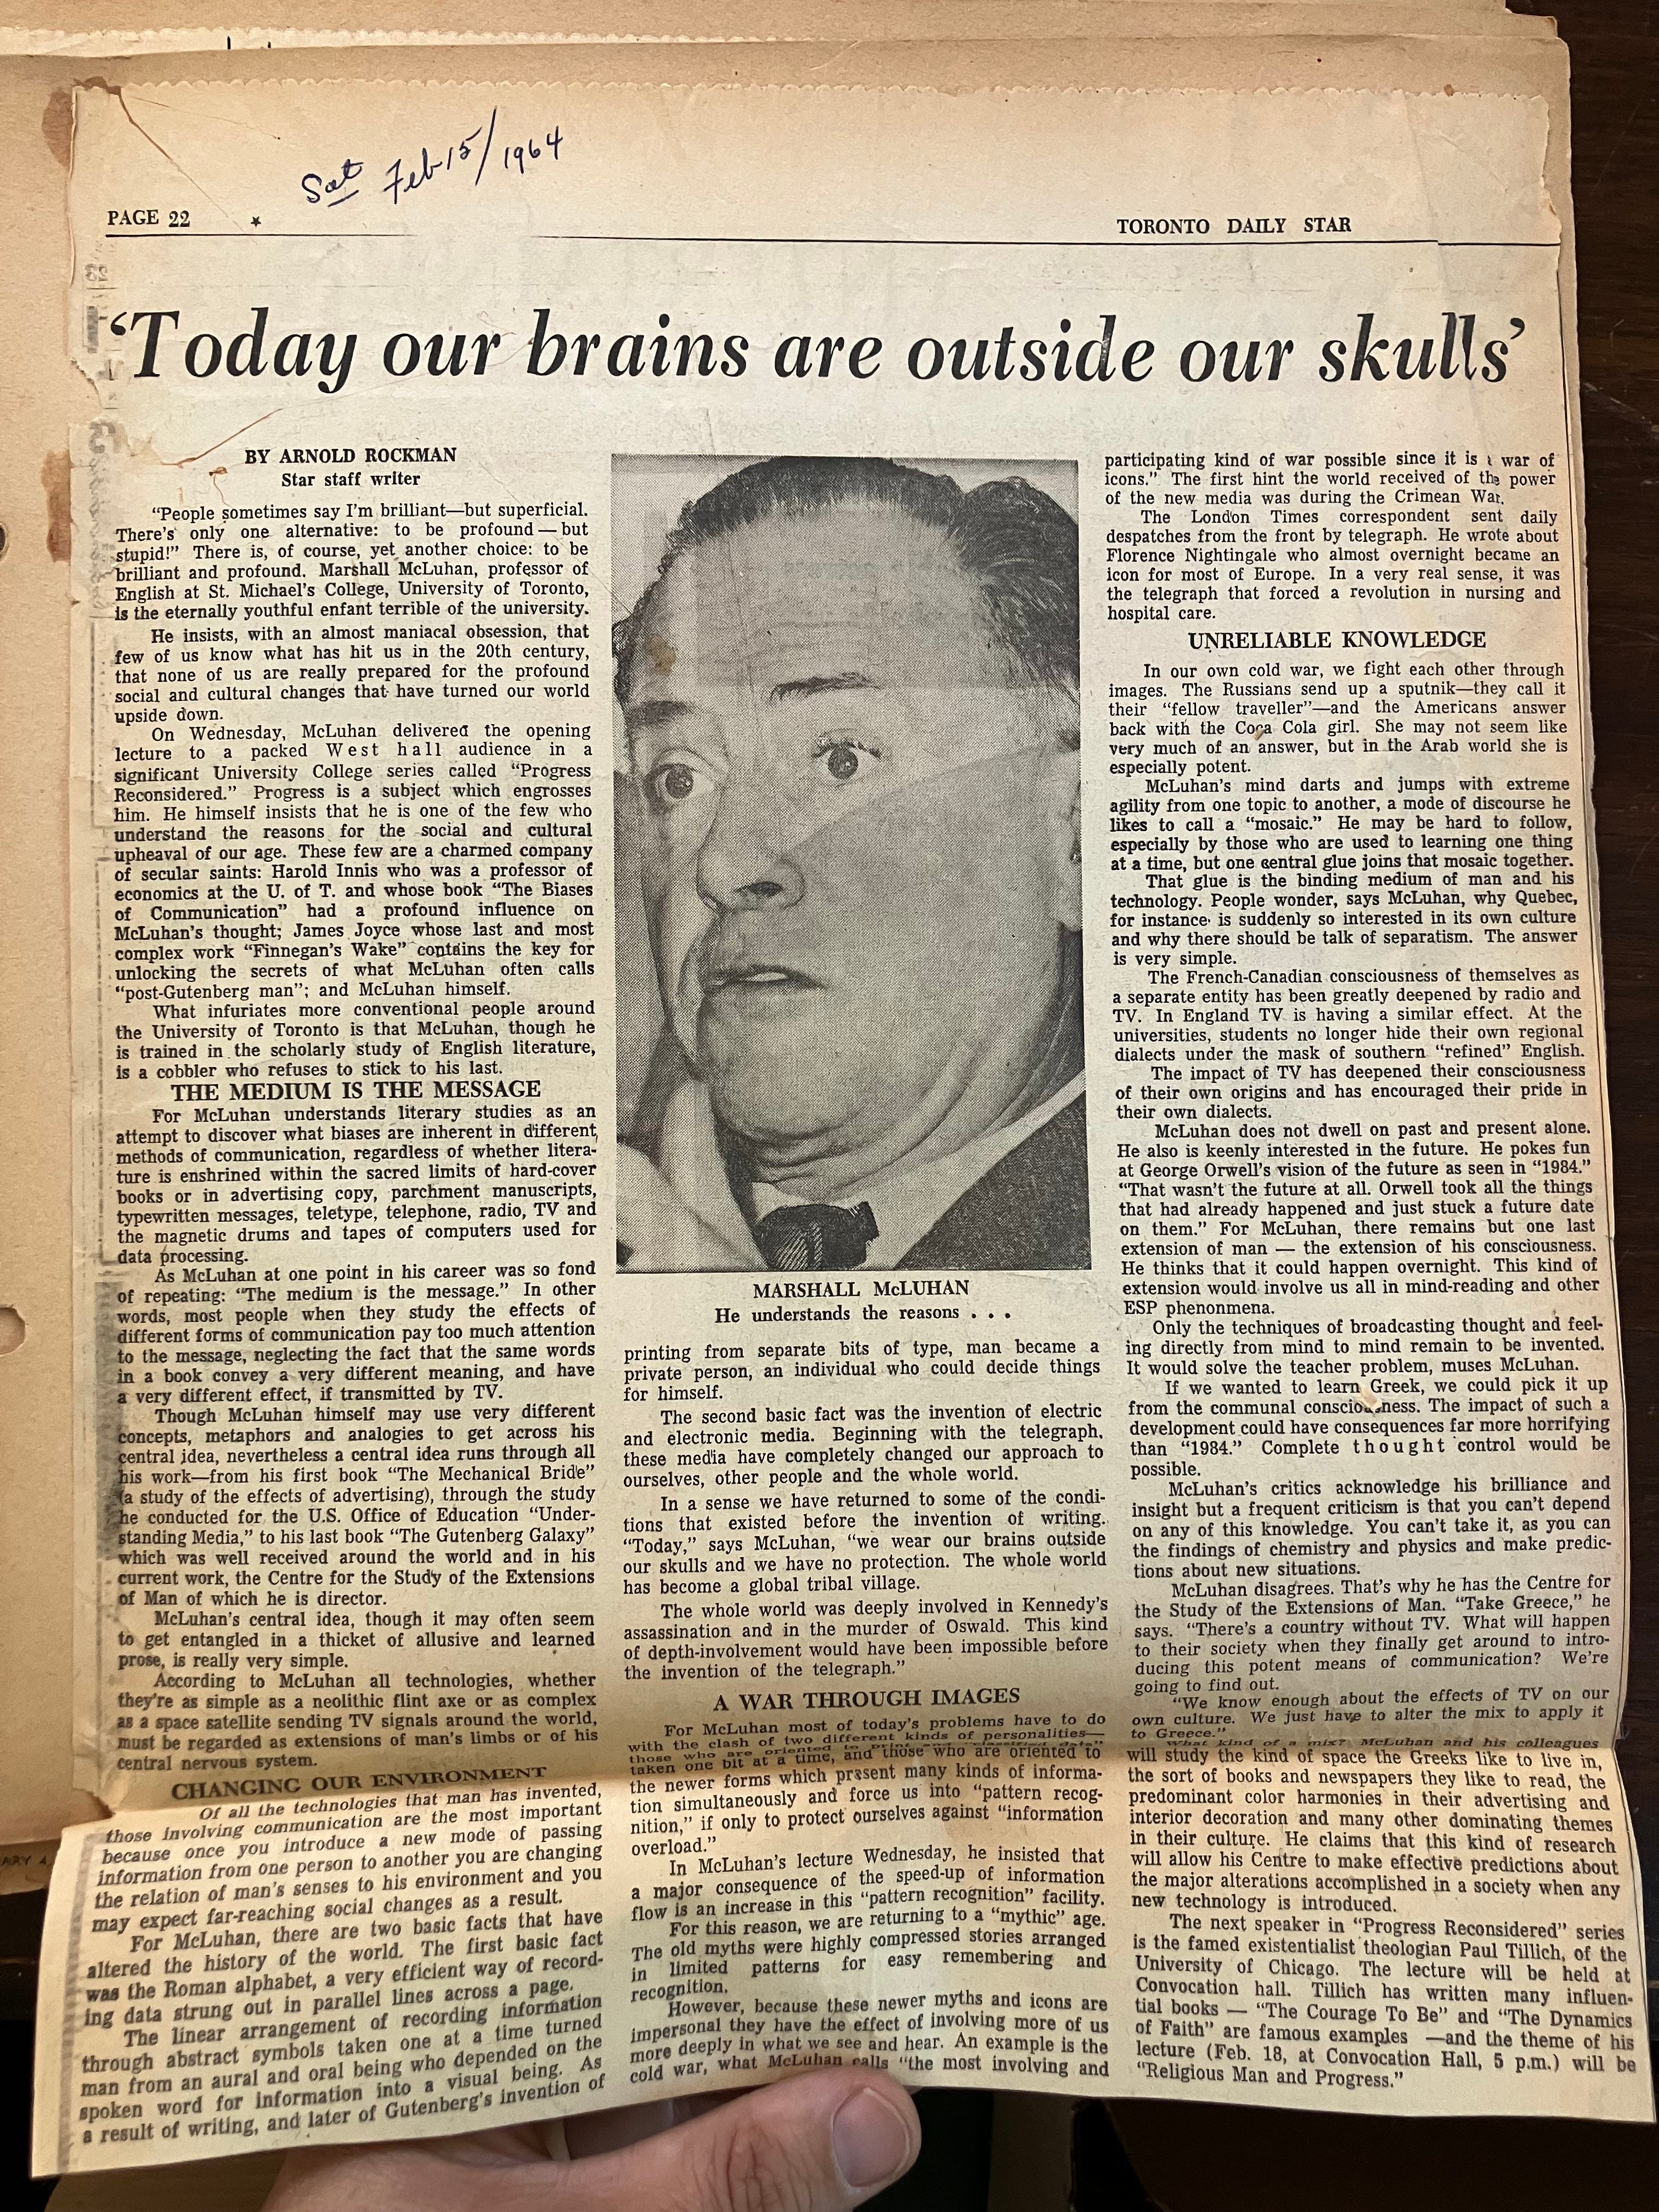 Sat Feb 15/1964
PAGE 22 ★ TORONTO DAILY STAR
‘Today our brains are outside our skulls’
BY ARNOLD ROCKMAN
Star staff writer
“People sometimes say I’m brilliant—but superficial.
There’s only one alternative: to be profound — but
stupid!” There is, of course, yet another choice: to be
brilliant and profound. Marshall McLuhan, professor of
English at St. Michael’s College, University of Toronto,
is the eternally youthful enfant terrible of the university.
He insists, with an almost maniacal obsession, that
few of us know what has hit us in the 20th century,
that none of us are really prepared for the profound
social and cultural changes that have turned our world
upside down.
On Wednesday, McLuhan delivered the opening
lecture to a packed West hall audience in a
significant University College series called “Progress
Reconsidered.” Progress is a subject which engrosses
him. He himself insists that he is one of the few who
understand the reasons for the social and cultural
upheaval of our age. These few are a charmed company
of secular saints: Harold Innis who was a professor of
economics at the U. of T. and whose book “The Biases
of Communication” had a profound influence on
McLuhan’s thought; James Joyce whose last and most
complex work “Finnegan’s Wake” contains the key for
unlocking the secrets of what McLuhan often calls
“post-Gutenberg man”; and McLuhan himself.
What infuriates more conventional people around
the University of Toronto is that McLuhan, though he
is trained in the scholarly study of English literature,
is a cobbler who refuses to stick to his last.
THE MEDIUM IS THE MESSAGE
For McLuhan understands literary studies as an
attempt to discover what biases are inherent in different
methods of communication, regardless of whether litera-
ture is enshrined within the sacred limits of hard-cover
books or in advertising copy, parchment manuscripts,
typewritten messages, teletype, telephone, radio, TV and
the magnetic drums and tapes of computers used for
data processing.
As McLuhan at one point in his career was so fond
of repeating: “The medium is the message.” In other
words, most people when they study the effects of
different forms of communication pay too much attention
to the message, neglecting the fact that the same words
in a book convey a very different meaning, and have
a very different effect, if transmitted by TV.
Though McLuhan himself may use very different
concepts, metaphors and analogies to get across his
central idea, nevertheless a central idea runs through all
his work—from his first book “The Mechanical Bride”
(a study of the effects of advertising), through the study
he conducted for the U.S. Office of Education “Under-
standing Media,” to his last book “The Gutenberg Galaxy”
which was well received around the world and in his
current work, the Centre for the Study of the Extensions
of Man of which he is director.
McLuhan’s central idea, though it may often seem
to get entangled in a thicket of allusive and learned
prose, is really very simple.
According to McLuhan all technologies, whether
they’re as simple as a neolithic flint axe or as complex
as a space satellite sending TV signals around the world,
must be regarded as extensions of man’s limbs or of his
central nervous system.
CHANGING OUR ENVIRONMENT
Of all the technologies that man has invented,
those involving communication are the most important
because once you introduce a new mode of passing
information from one person to another you are changing
the relation of man’s senses to his environment and you
may expect far-reaching social changes as a result.
For McLuhan, there are two basic facts that have
altered the history of the world. The first basic fact
was the Roman alphabet, a very efficient way of record-
ing data strung out in parallel lines across a page.
The linear arrangement of recording information
through abstract symbols taken one at a time turned
man from an aural and oral being who depended on the
spoken word for information into a visual being. As
a result of writing, and later of Gutenberg’s invention of
MARSHALL McLUHAN
He understands the reasons . . .
printing from separate bits of type, man became a
private person, an individual who could decide things
for himself.
The second basic fact was the invention of electric
and electronic media. Beginning with the telegraph,
these media have completely changed our approach to
ourselves, other people and the whole world.
In a sense we have returned to some of the condi-
tions that existed before the invention of writing.
“Today,” says McLuhan, “we wear our brains outside
our skulls and we have no protection. The whole world
has become a global tribal village.
The whole world was deeply involved in Kennedy’s
assassination and in the murder of Oswald. This kind
of depth-involvement would have been impossible before
the invention of the telegraph.”
A WAR THROUGH IMAGES
For McLuhan most of today’s problems have to do
with the clash of two different kinds of personalities—
those who are oriented to print and data”
taken one bit at a time, and those who are oriented to
the newer forms which present many kinds of informa-
tion simultaneously and force us into “pattern recog-
nition,” if only to protect ourselves against “information
overload.”
In McLuhan’s lecture Wednesday, he insisted that
a major consequence of the speed-up of information
flow is an increase in this “pattern recognition” facility.
For this reason, we are returning to a “mythic” age.
The old myths were highly compressed stories arranged
in limited patterns for easy remembering and
recognition.
However, because these newer myths and icons are
impersonal they have the effect of involving more of us
more deeply in what we see and hear. An example is the
cold war, what McLuhan calls “the most involving and
participating kind of war possible since it is war of
icons.” The first hint the world received of the power
of the new media was during the Crimean War.
The London Times correspondent sent daily
despatches from the front by telegraph. He wrote about
Florence Nightingale who almost overnight became an
icon for most of Europe. In a very real sense, it was
the telegraph that forced a revolution in nursing and
hospital care.
UNRELIABLE KNOWLEDGE
In our own cold war, we fight each other through
images. The Russians send up a sputnik—they call it
their “fellow traveller”—and the Americans answer
back with the Coca Cola girl. She may not seem like
very much of an answer, but in the Arab world she is
especially potent.
McLuhan’s mind darts and jumps with extreme
agility from one topic to another, a mode of discourse he
likes to call a “mosaic.” He may be hard to follow,
especially by those who are used to learning one thing
at a time, but one central glue joins that mosaic together.
That glue is the binding medium of man and his
technology. People wonder, says McLuhan, why Quebec,
for instance is suddenly so interested in its own culture
and why there should be talk of separatism. The answer
is very simple.
The French-Canadian consciousness of themselves as
a separate entity has been greatly deepened by radio and
TV. In England TV is having a similar effect. At the
universities, students no longer hide their own regional
dialects under the mask of southern “refined” English.
The impact of TV has deepened their consciousness
of their own origins and has encouraged their pride in
their own dialects.
McLuhan does not dwell on past and present alone.
He also is keenly interested in the future. He pokes fun
at George Orwell’s vision of the future as seen in “1984.”
“That wasn’t the future at all. Orwell took all the things
that had already happened and just stuck a future date
on them.” For McLuhan, there remains but one last
extension of man — the extension of his consciousness.
He thinks that it could happen overnight. This kind of
extension would involve us all in mind-reading and other
ESP phenonmena.
Only the techniques of broadcasting thought and feel-
ing directly from mind to mind remain to be invented.
It would solve the teacher problem, muses McLuhan.
If we wanted to learn Greek, we could pick it up
from the communal consciousness. The impact of such a
development could have consequences far more horrifying
than “1984.” Complete thought control would be
possible.
McLuhan’s critics acknowledge his brilliance and
insight but a frequent criticism is that you can’t depend
on any of this knowledge. You can’t take it, as you can
the findings of chemistry and physics and make predic-
tions about new situations.
McLuhan disagrees. That’s why he has the Centre for
the Study of the Extensions of Man. “Take Greece,” he
says. “There’s a country without TV. What will happen
to their society when they finally get around to intro-
ducing this potent means of communication? We’re
going to find out.
“We know enough about the effects of TV on our
own culture. We just have to alter the mix to apply it
to Greece.”
What kind of a mix? McLuhan and his colleagues
will study the kind of space the Greeks like to live in,
the sort of books and newspapers they like to read, the
predominant color harmonies in their advertising and
interior decoration and many other dominating themes
in their culture. He claims that this kind of research
will allow his Centre to make effective predictions about
the major alterations accomplished in a society when any
new technology is introduced.
The next speaker in “Progress Reconsidered” series
is the famed existentialist theologian Paul Tillich, of the
University of Chicago. The lecture will be held at
Convocation hall. Tillich has written many influen-
tial books — “The Courage To Be” and “The Dynamics
of Faith” are famous examples —and the theme of his
lecture (Feb. 18, at Convocation Hall, 5 p.m.) will be
“Religious Man and Progress.”